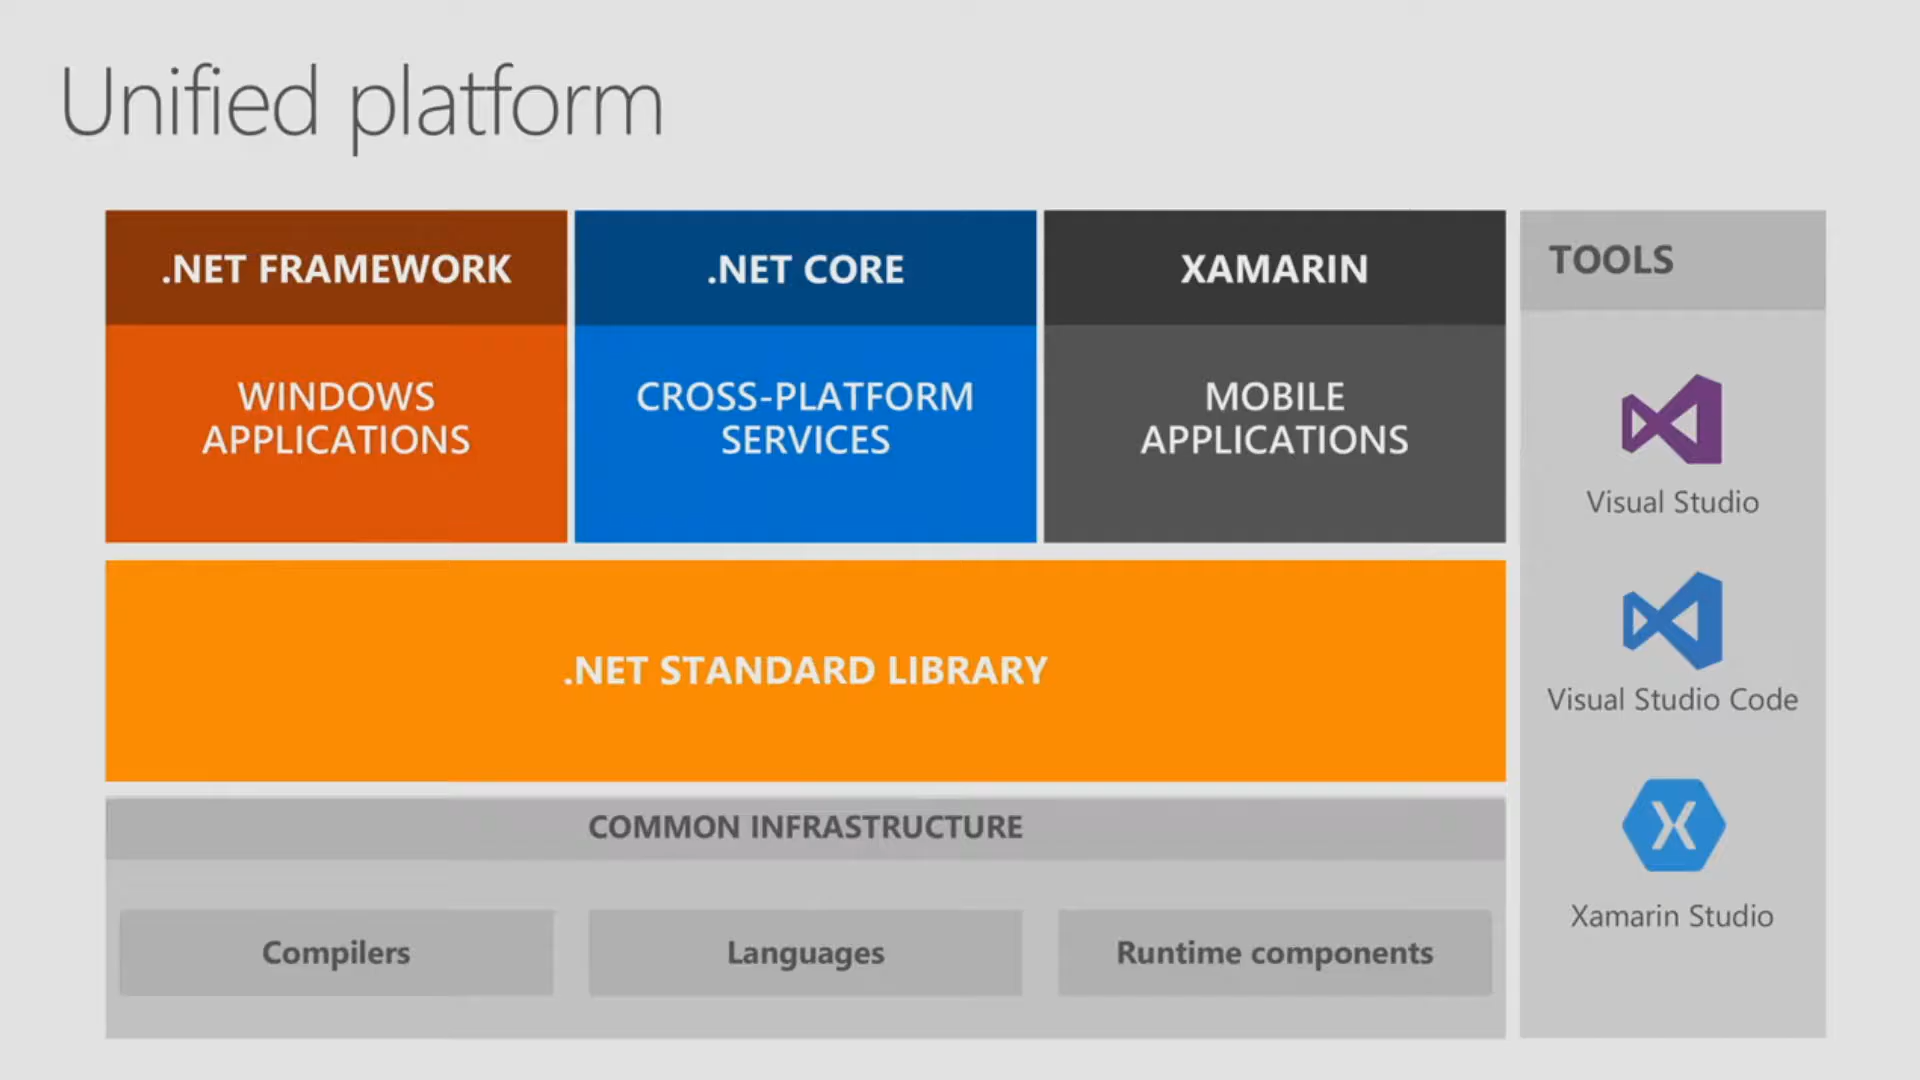 Unified platform
.NET FRAMEWORK
WINDOWS
APPLICATIONS
.NET CORE
CROSS-PLATFORM
SERVICES
XAMARIN
MOBILE
APPLICATIONS
.NET STANDARD LIBRARY
COMMON INFRASTRUCTURE
Compilers
Languages
Runtime components
TOOLS
Visual Studio
Visual Studio Code
X
Xamarin Studio